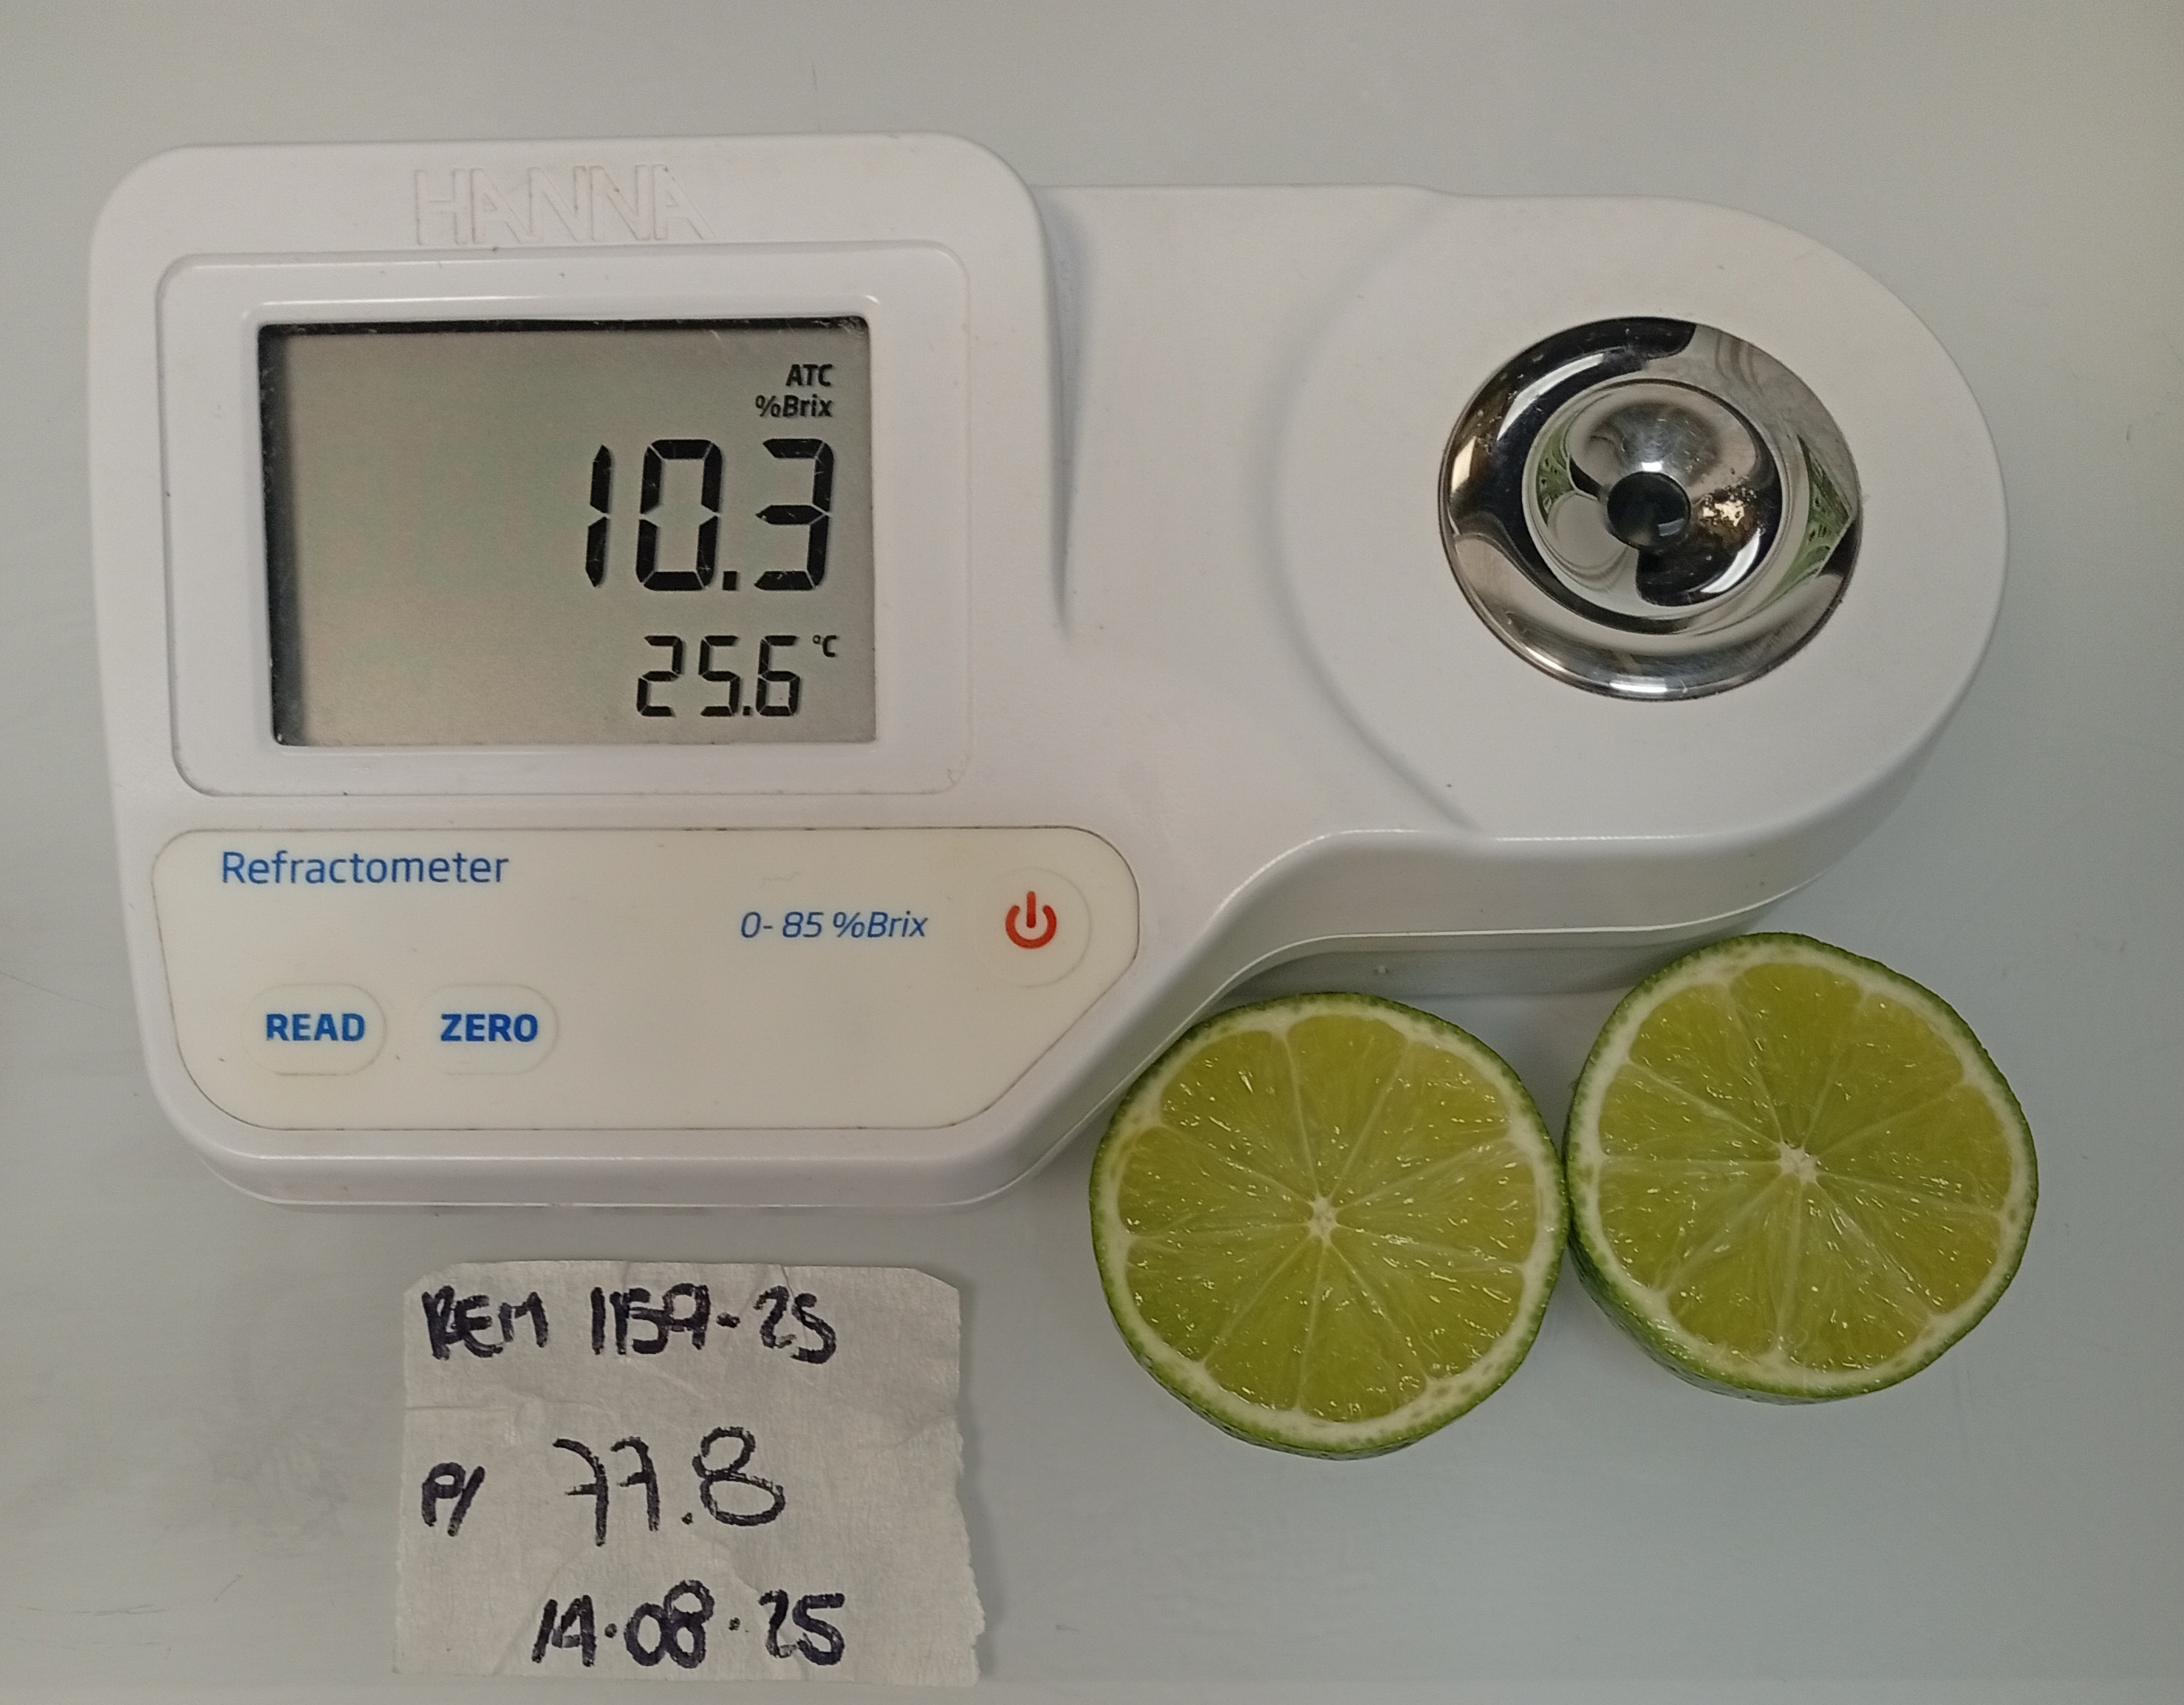 HANNA
ATC
%Brix
10.3
25.6 °C
Refractometer
0-85 %Brix
READ
ZERO
REM 1159-25
P/ 77.8
14.08.25